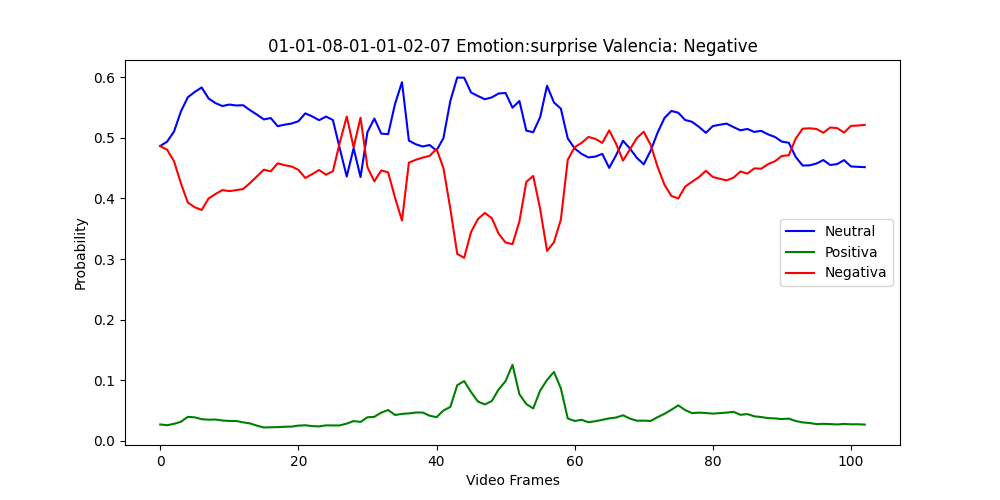 01-01-08-01-01-02-07 Emotion:surprise Valencia: Negative
Probability
0.6
0.5
0.4
0.3
0.2
0.1
0.0
Neutral
Positiva
Negativa
0 20 40 60 80 100
Video Frames